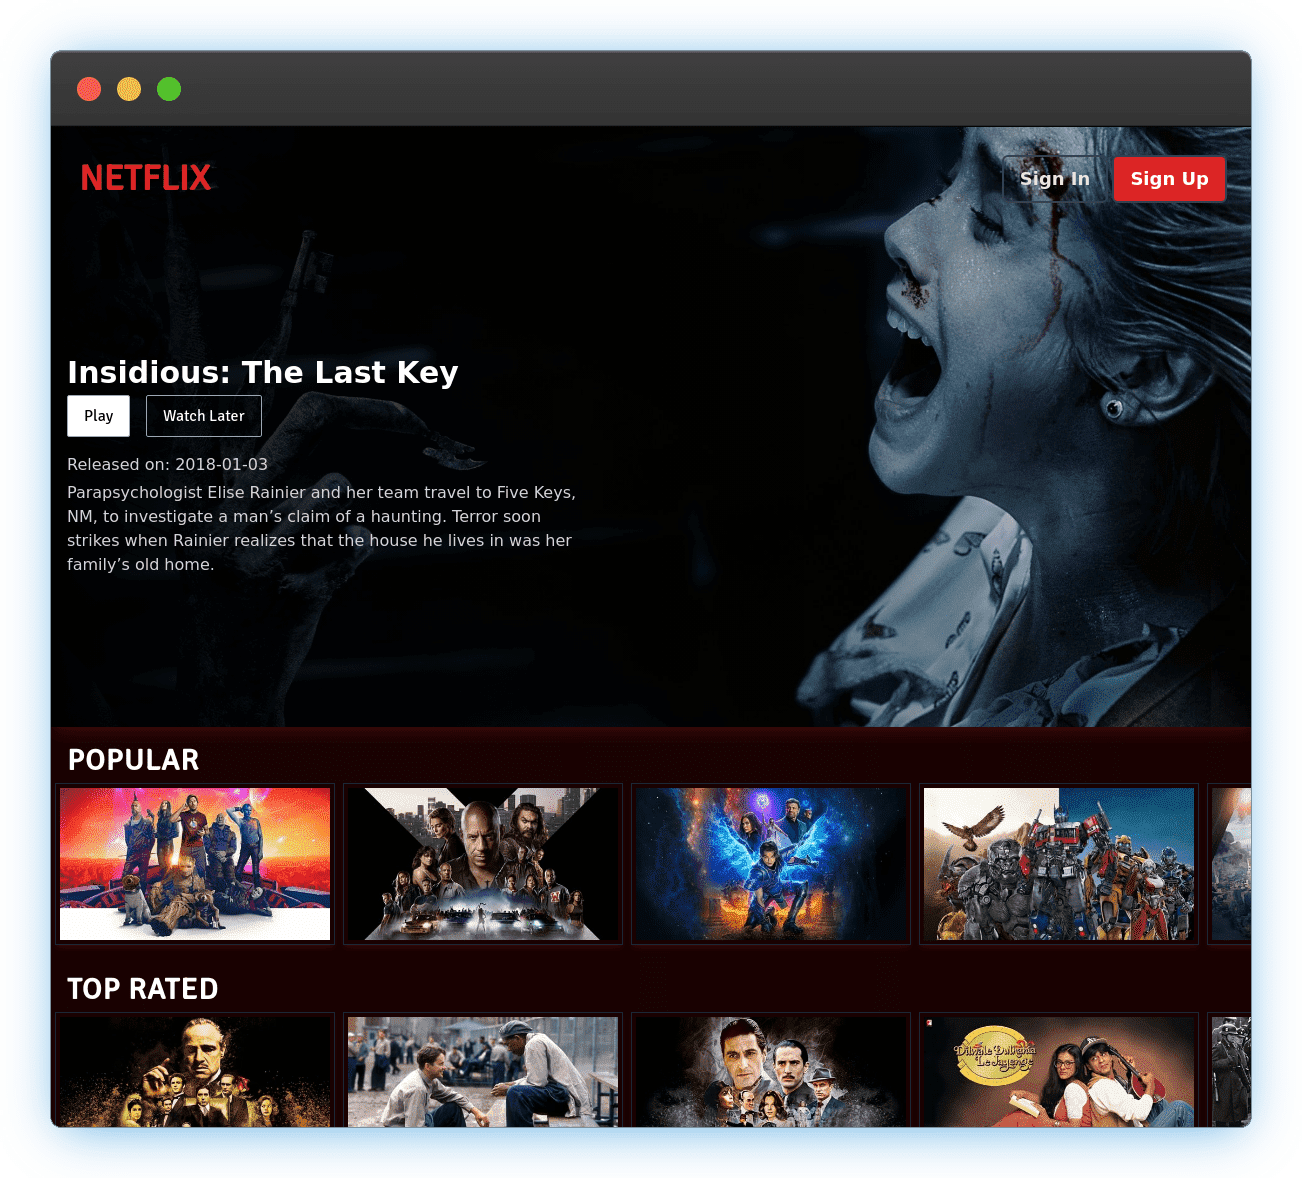 NETFLIX
Sign In
Sign Up
Insidious: The Last Key
Play
Watch Later
Released on: 2018-01-03
Parapsychologist Elise Rainier and her team travel to Five Keys,
NM, to investigate a man’s claim of a haunting. Terror soon
strikes when Rainier realizes that the house he lives in was her
family’s old home.
POPULAR
TOP RATED
Dilwale Dulhania
Le Jayenge